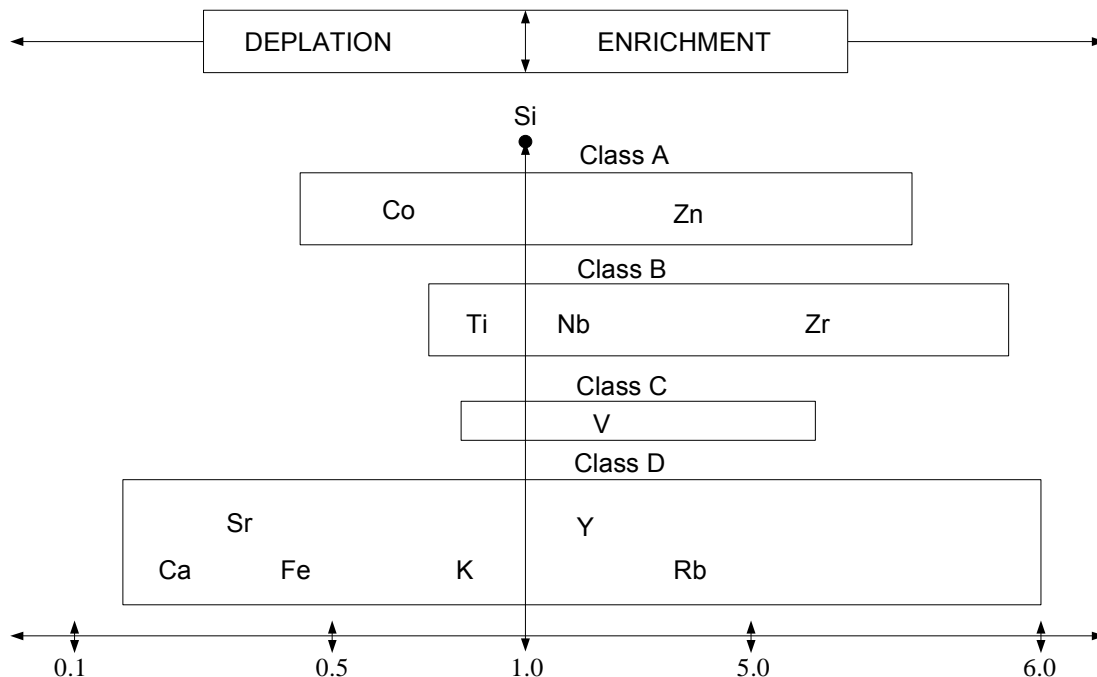 DEPLATION ENRICHMENT
Si
Class A
Co Zn
Class B
Ti Nb Zr
Class C
V
Class D
Sr Y
Ca Fe K Rb
0.1 0.5 1.0 5.0 6.0